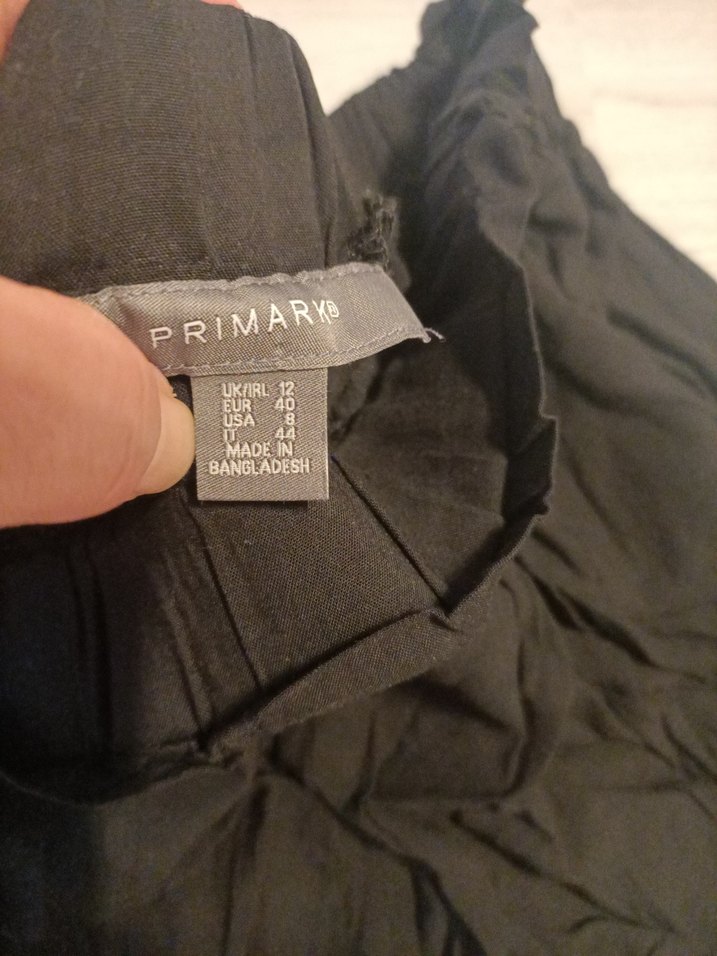 PRIMARK®
UK/IRL 12
EUR 40
USA 8
IT 44
MADE IN
BANGLADESH